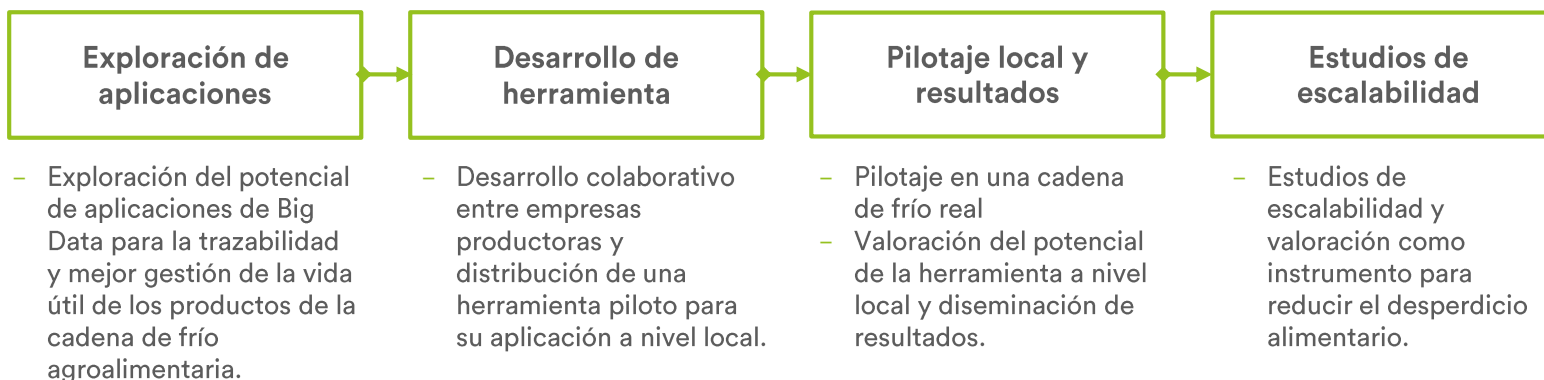 Exploración de
aplicaciones
– Exploración del potencial
de aplicaciones de Big
Data para la trazabilidad
y mejor gestión de la vida
útil de los productos de la
cadena de frío
agroalimentaria.
Desarrollo de
herramienta
– Desarrollo colaborativo
entre empresas
productoras y
distribución de una
herramienta piloto para
su aplicación a nivel local.
Pilotaje local y
resultados
– Pilotaje en una cadena
de frío real
– Valoración del potencial
de la herramienta a nivel
local y diseminación de
resultados.
Estudios de
escalabilidad
– Estudios de
escalabilidad y
valoración como
instrumento para
reducir el desperdicio
alimentario.